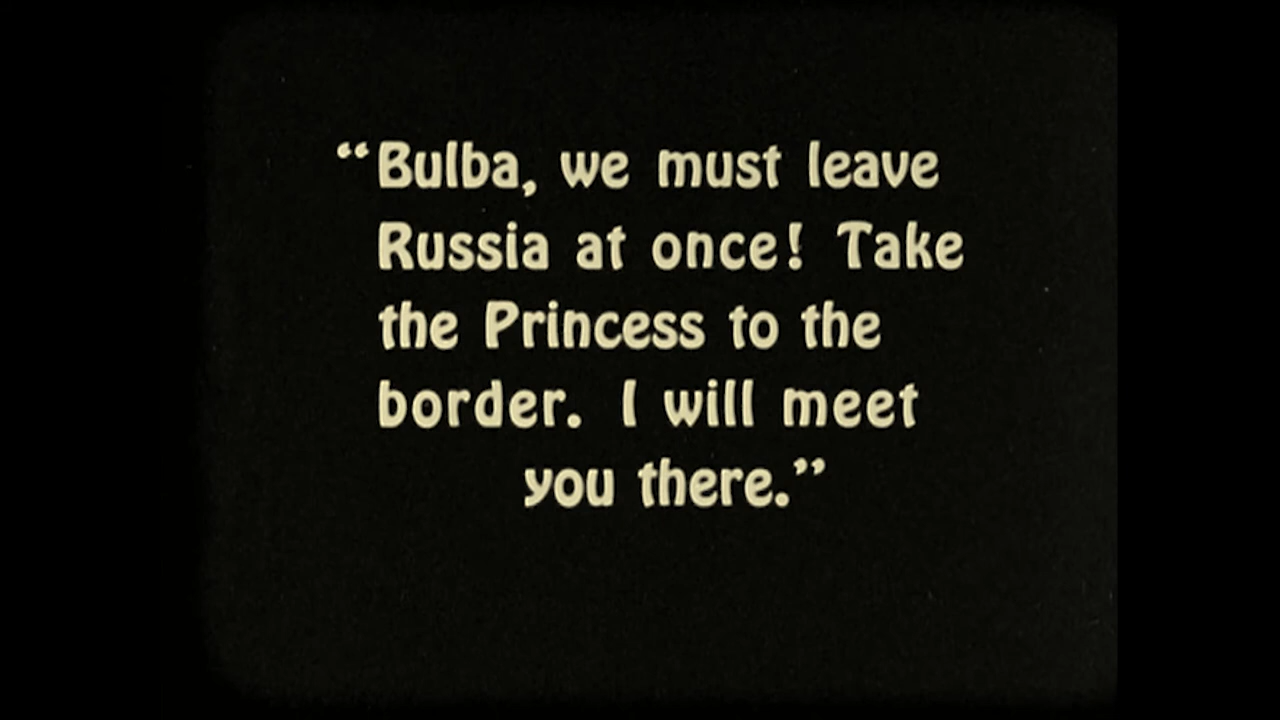 “Bulba, we must leave
Russia at once! Take
the Princess to the
border. I will meet
you there.”